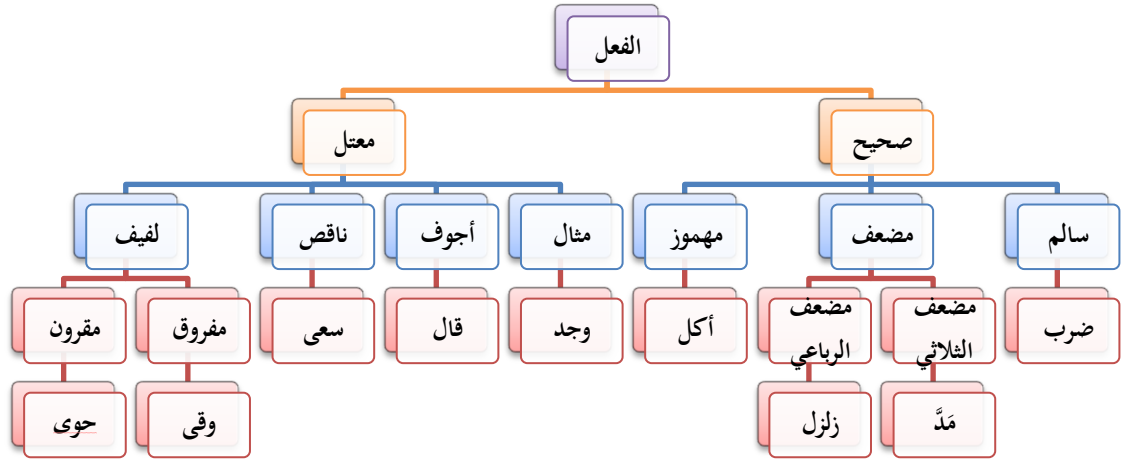 الفعل
صحيح
معتل
سالم
مضعف
مهموز
مثال
أجوف
ناقص
لفيف
ضرب
مضعف
الثلاثي
مضعف
الرباعي
أكل
وجد
قال
سعى
مفروق
مقرون
مَدَّ
زلزل
وقى
حوى